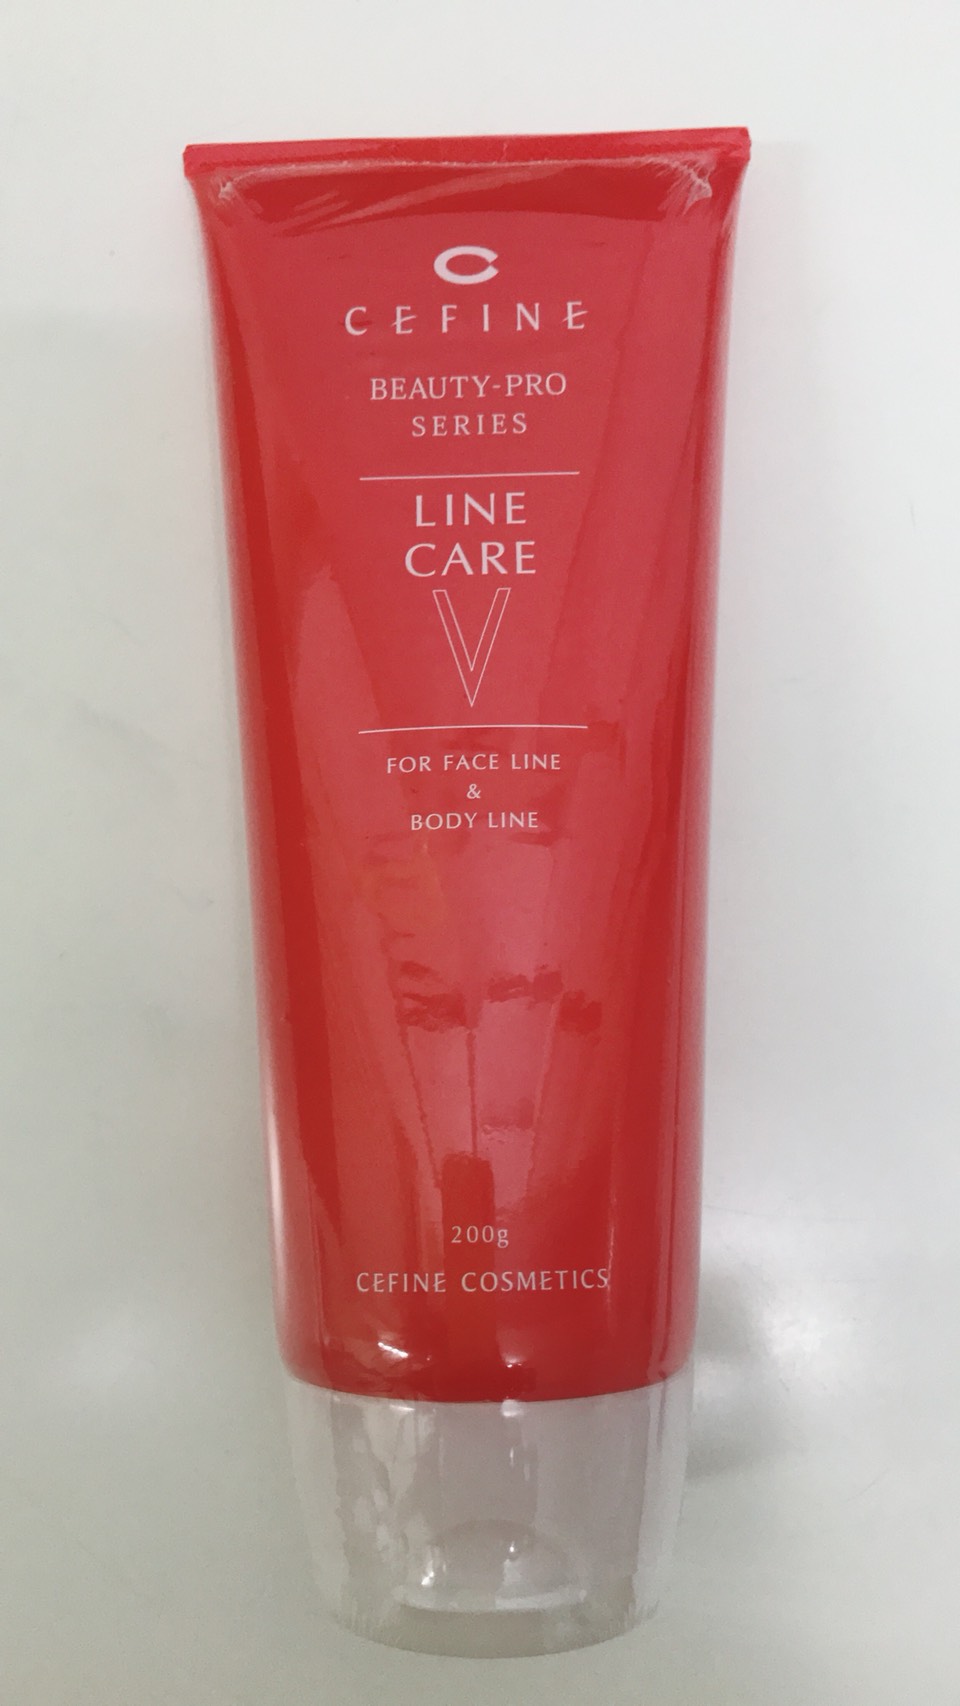 CEFINE
BEAUTY-PRO
SERIES
LINE
CARE
V
FOR FACE LINE
&
BODY LINE
200g
CEFINE COSMETICS